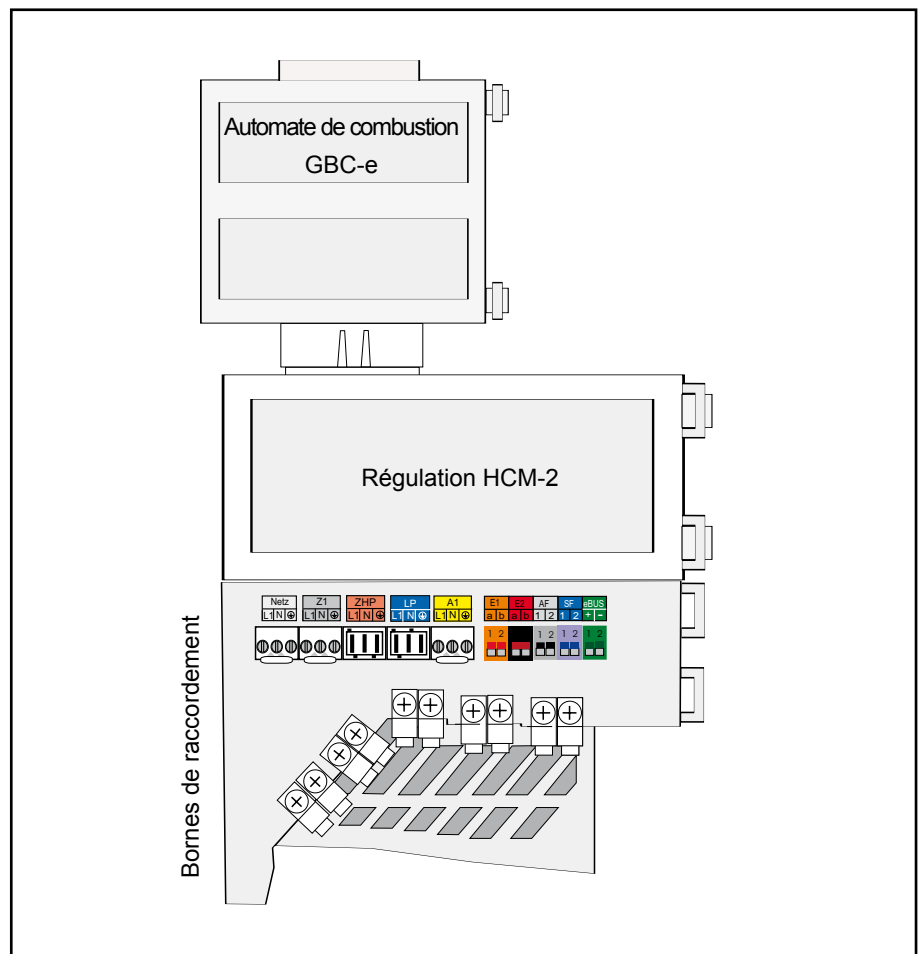 Automate de combustion
GBC-e
Régulation HCM-2
Netz Z1 ZHP LP A1 E1 E2 AF SF eBUS
L1 N L1 N L1 N L1 N L1 N a b a b 1 2 1 2 + -
1 2 1 2 1 2 1 2
Bornes de raccordement